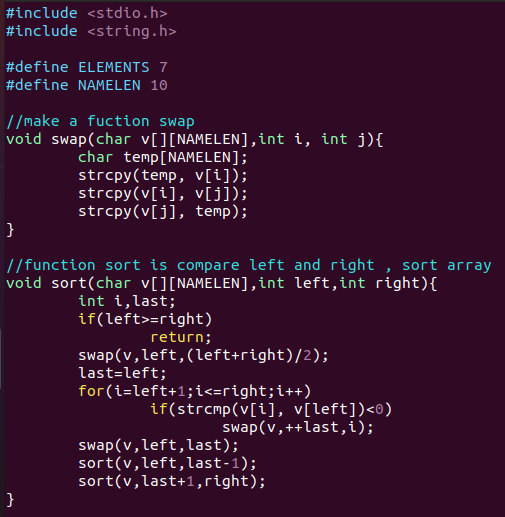 #include <stdio.h>
#include <string.h>

#define ELEMENTS 7
#define NAMELEN 10

//make a fuction swap
void swap(char v[][NAMELEN],int i, int j){
        char temp[NAMELEN];
        strcpy(temp, v[i]);
        strcpy(v[i], v[j]);
        strcpy(v[j], temp);
}

//function sort is compare left and right , sort array
void sort(char v[][NAMELEN],int left,int right){
        int i,last;
        if(left>=right)
                return;
        swap(v,left,(left+right)/2);
        last=left;
        for(i=left+1;i<=right;i++)
                if(strcmp(v[i], v[left])<0)
                        swap(v,++last,i);
        swap(v,left,last);
        sort(v,left,last-1);
        sort(v,last+1,right);
}